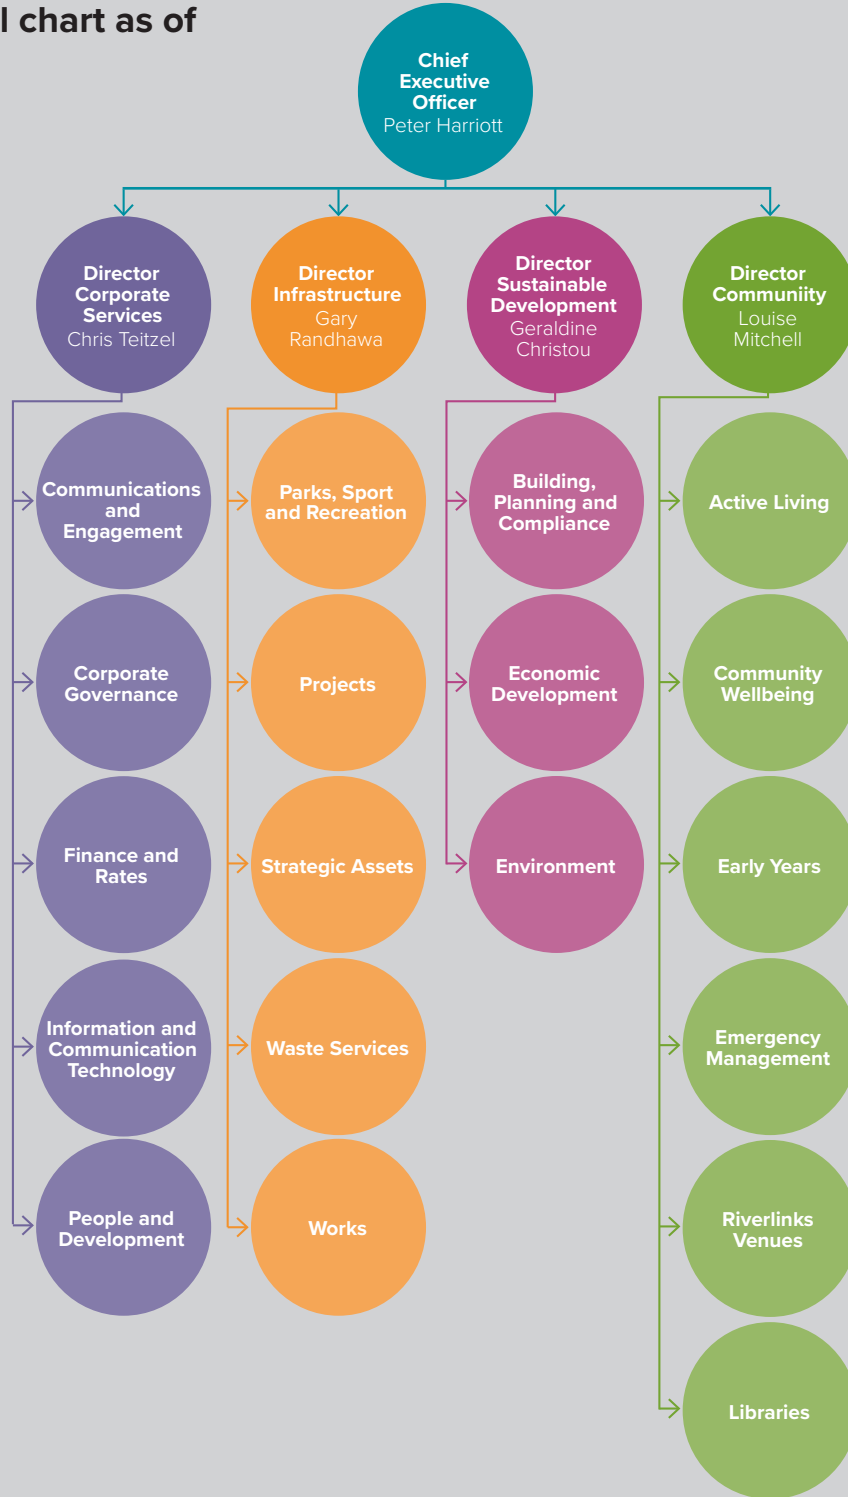 l chart as of
Chief
Executive
Officer
Peter Harriott
Director
Corporate
Services
Chris Teitzel
Director
Infrastructure
Gary
Randhawa
Director
Sustainable
Development
Geraldine
Christou
Director
Communiity
Louise
Mitchell
Communications
and
Engagement
Corporate
Governance
Finance and
Rates
Information and
Communication
Technology
People and
Development
Parks, Sport
and Recreation
Projects
Strategic Assets
Waste Services
Works
Building,
Planning and
Compliance
Economic
Development
Environment
Active Living
Community
Wellbeing
Early Years
Emergency
Management
Riverlinks
Venues
Libraries